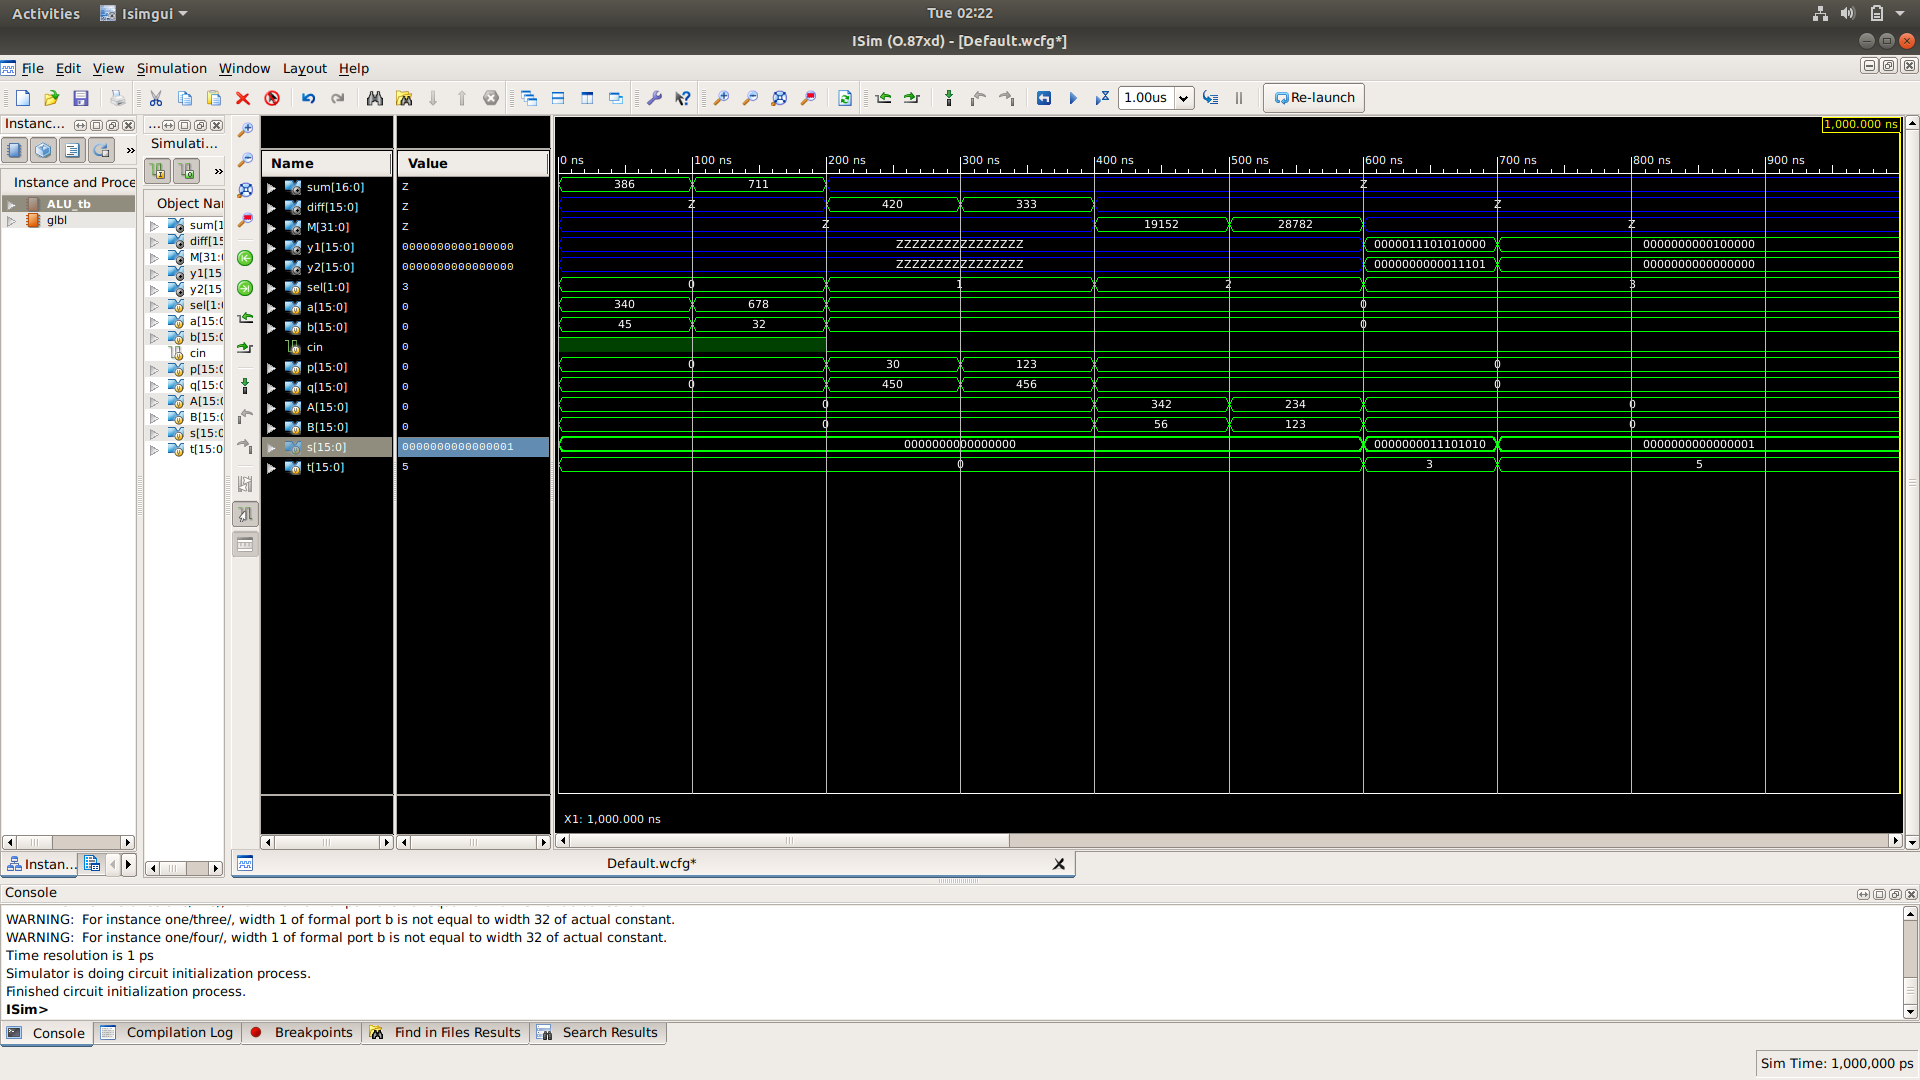 Activities Isimgui Tue 02:22
ISim (O.87xd) - [Default.wcfg*]
File Edit View Simulation Window Layout Help
1.00us Re-launch
Instanc...
Instance and Proce
ALU_tb
glbl
Instan...
...
Simulati...
Object Nar
sum[1
diff[15
M[31:(
y1[15
y2[15
sel[1:(
a[15:0
b[15:0
cin
p[15:0
q[15:0
A[15:0
B[15:0
s[15:0
t[15:0
Name Value
sum[16:0] Z
diff[15:0] Z
M[31:0] Z
y1[15:0] 0000000000100000
y2[15:0] 0000000000000000
sel[1:0] 3
a[15:0] 0
b[15:0] 0
cin 0
p[15:0] 0
q[15:0] 0
A[15:0] 0
B[15:0] 0
s[15:0] 0000000000000001
t[15:0] 5
1,000.000 ns
0 ns 100 ns 200 ns 300 ns 400 ns 500 ns 600 ns 700 ns 800 ns 900 ns
386 711 Z
Z 420 333 Z
Z 19152 28782 Z
ZZZZZZZZZZZZZZZZ 0000011101010000 0000000000100000
ZZZZZZZZZZZZZZZZ 0000000000011101 0000000000000000
0 1 2 3
340 678 0
45 32 0
0 30 123 0
0 450 456 0
0 342 234 0
0 56 123 0
0000000000000000 0000000011101010 0000000000000001
0 3 5
X1: 1,000.000 ns
Default.wcfg*
Console
WARNING: For instance one/three/, width 1 of formal port b is not equal to width 32 of actual constant.
WARNING: For instance one/four/, width 1 of formal port b is not equal to width 32 of actual constant.
Time resolution is 1 ps
Simulator is doing circuit initialization process.
Finished circuit initialization process.
ISim>
Console Compilation Log Breakpoints Find in Files Results Search Results
Sim Time: 1,000,000 ps